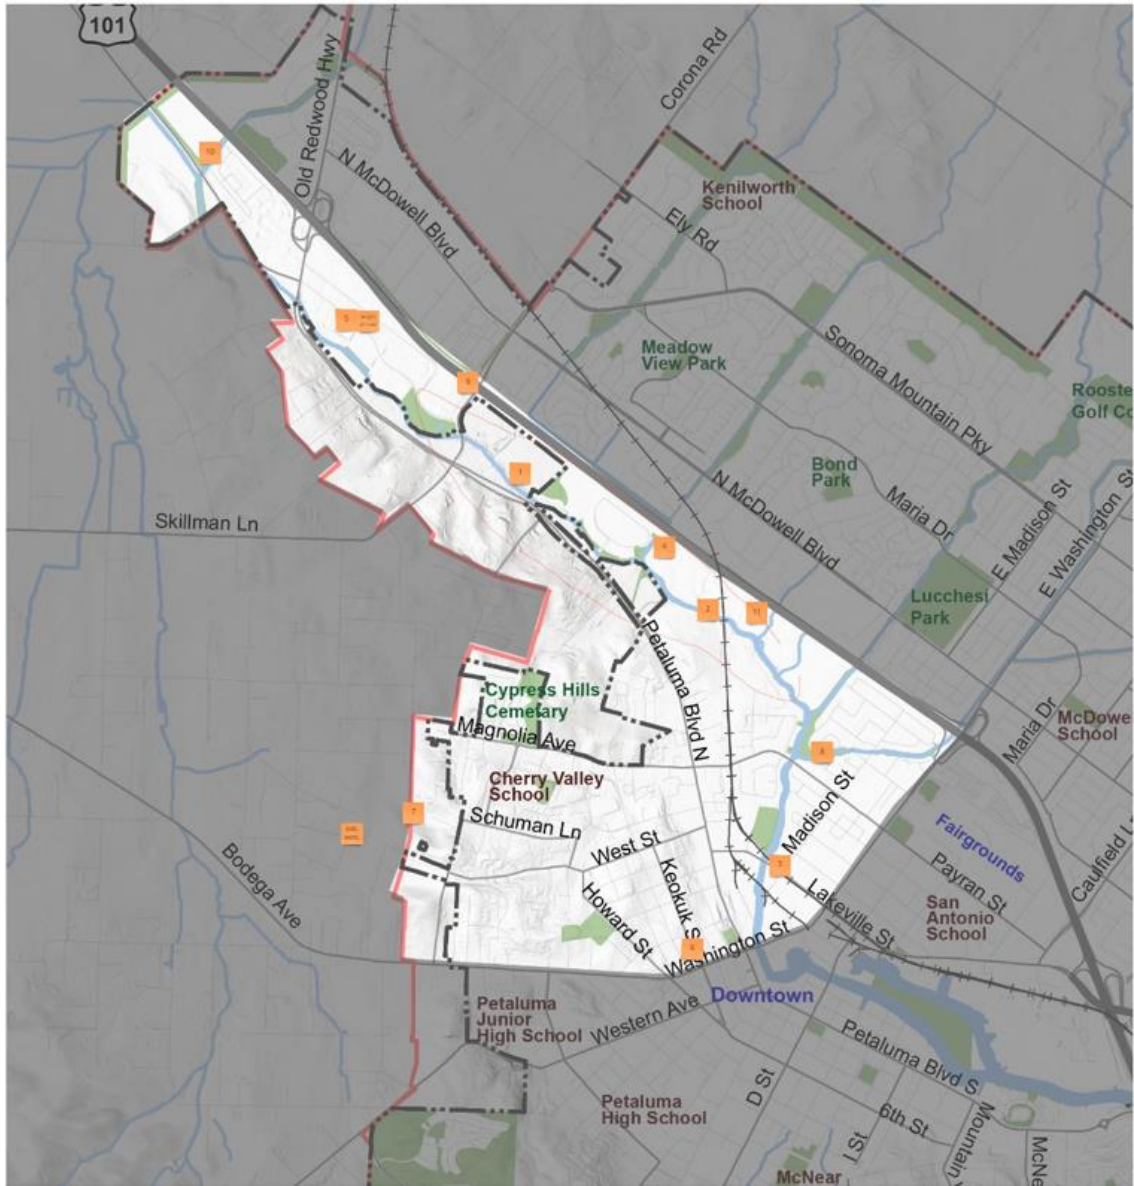 101
Old Redwood Hwy
Corona Rd
N McDowell Blvd
10
Kenilworth
School
Ely Rd
5
Meadow
View Park
Sonoma Mountain Pky
9
Golf
Bond
Park
1
N McDowell Blvd
Maria Dr
E Madison St
E Washington St
Skillman Ln
4
Lucchesi
Park
2
11
Petaluma Blvd N
Cypress Hills
Cemetary
Magnolia Ave
Maria Dr
School
8
Cherry Valley
School
Madison St
7
Schuman Ln
West St
Fairgrounds
Bodega Ave
Keokuk
3
Payran St
Caulfield
Howard St
Lakeville St
San
Antonio
School
6
Washington St
Downtown
Petaluma
Junior
High School
Western Ave
Petaluma Blvd S
D St
Petaluma
High School
6th St
I St
Mountain
McNear